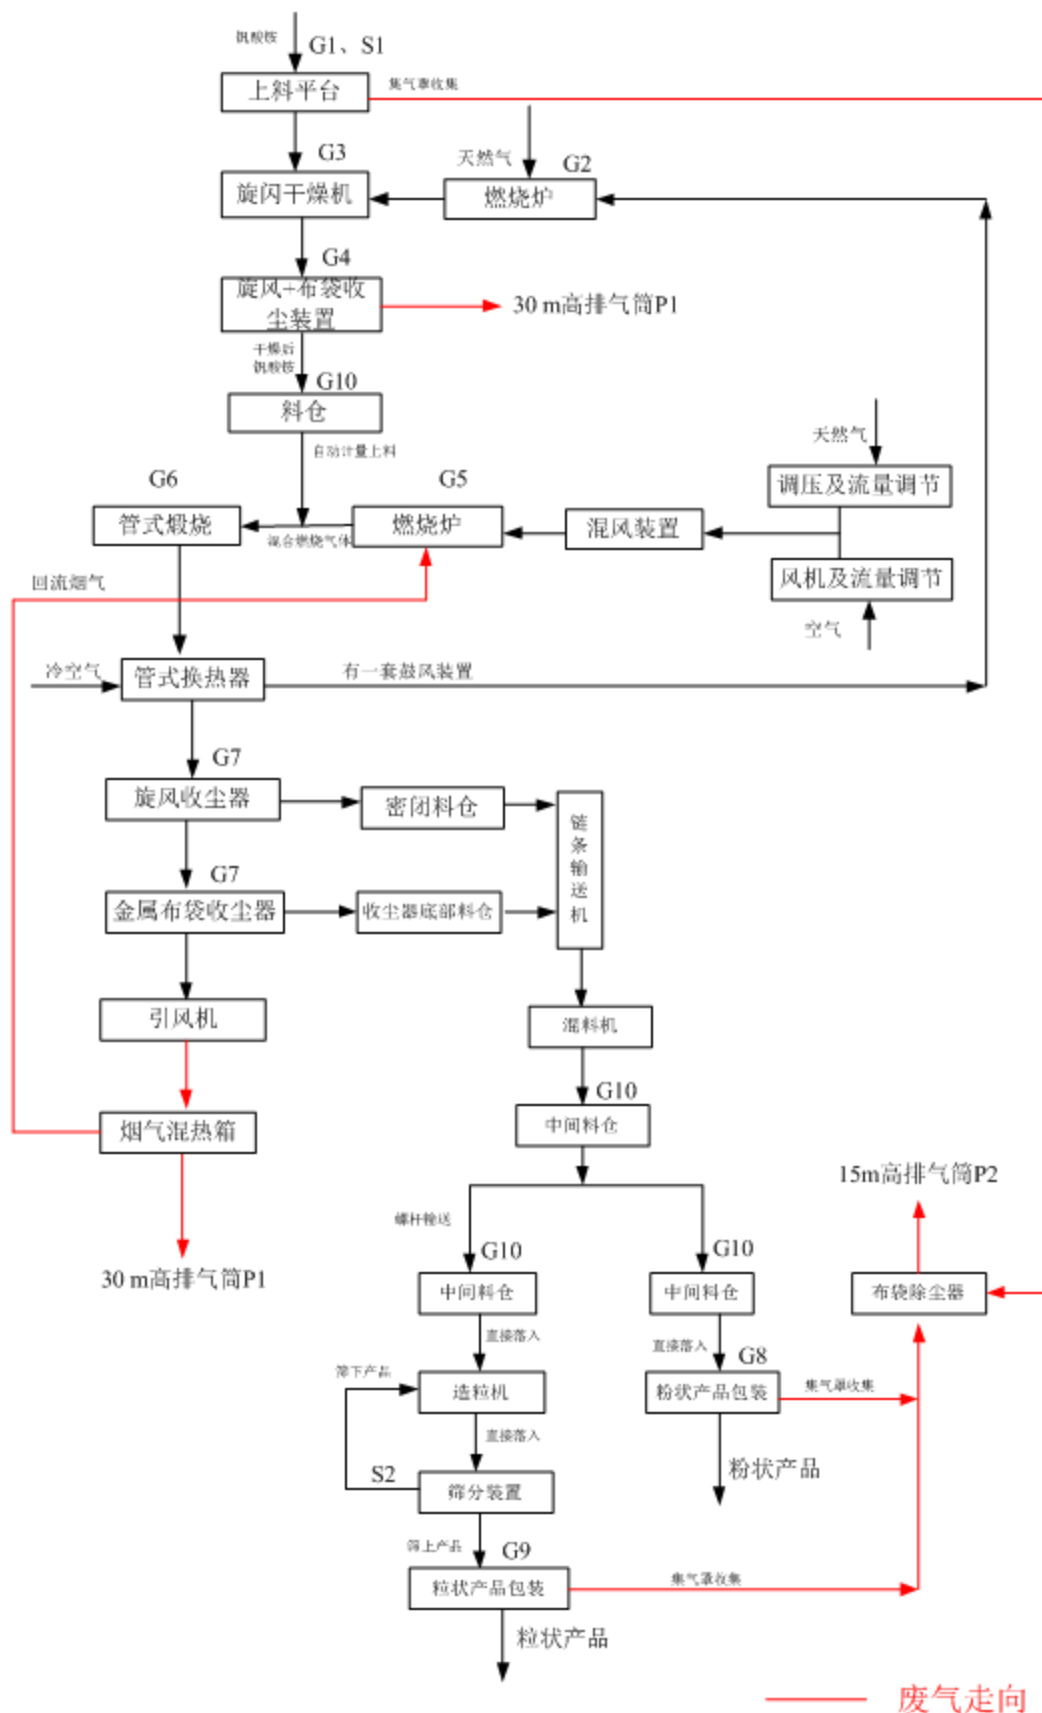 钒酸铵
G1、S1
上料平台
集气罩收集
G3
天然气
G2
旋闪干燥机
燃烧炉
G4
旋风+布袋收
尘装置
30 m高排气筒P1
干燥后
钒酸铵
G10
料仓
自动计量上料
天然气
G6
G5
调压及流量调节
管式煅烧
燃烧炉
混风装置
混合燃烧气体
回流烟气
风机及流量调节
空气
冷空气
管式换热器
有一套鼓风装置
G7
旋风收尘器
密闭料仓
链条输送机
G7
金属布袋收尘器
收尘器底部料仓
引风机
混料机
G10
烟气混热箱
中间料仓
15m高排气筒P2
螺杆输送
30 m高排气筒P1
G10
G10
中间料仓
中间料仓
布袋除尘器
直接落入
直接落入
G8
筛下产品
造粒机
粉状产品包装
集气罩收集
直接落入
S2
筛分装置
粉状产品
筛上产品
G9
粒状产品包装
集气罩收集
粒状产品
废气走向